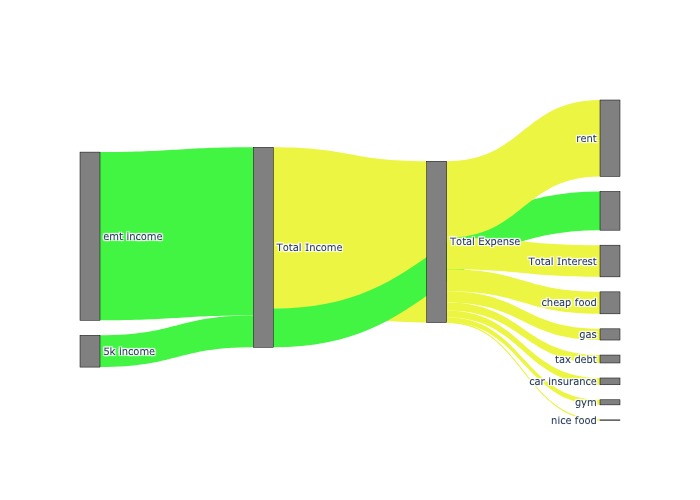 emt income
5k income
Total Income
Total Expense
rent
Total Interest
cheap food
gas
tax debt
car insurance
gym
nice food